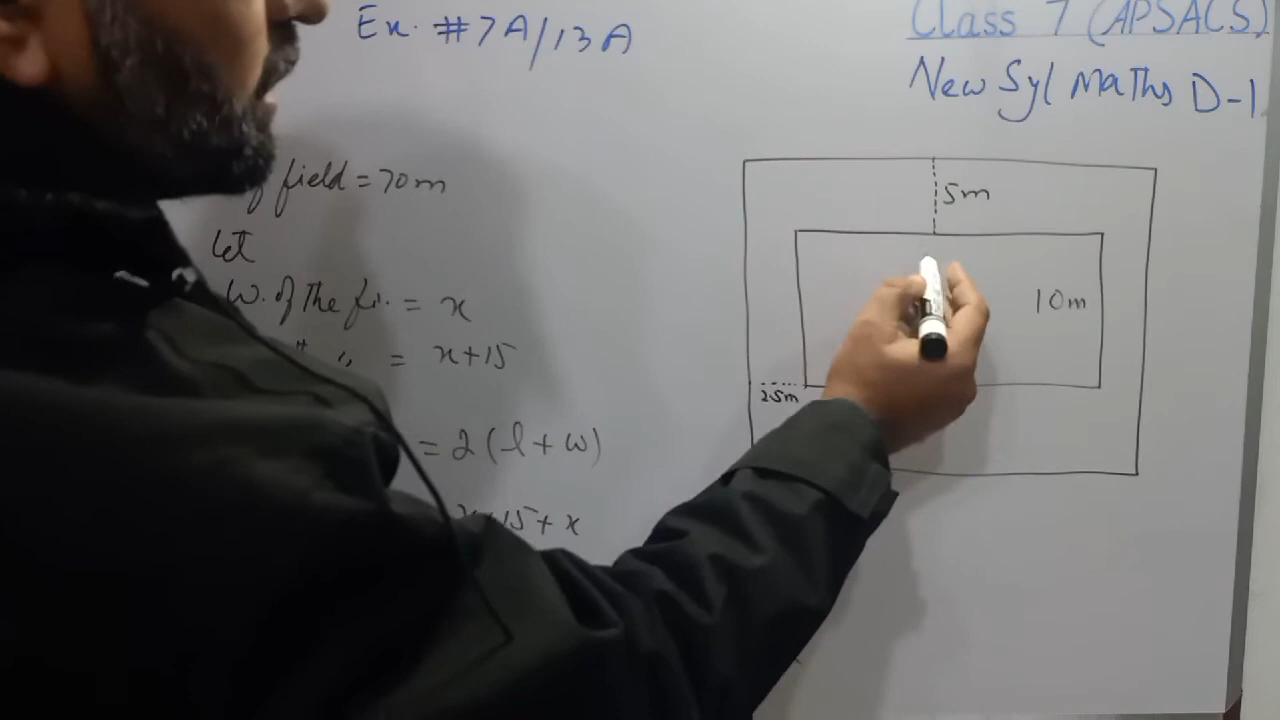 Ex. #7A/13A
Class 7 (APSACS)
New Syl Maths D-1
field = 70m
Let
W. of the fi. = x
" " = x+15
= 2(l+w)
15+x
5m
10m
2.5m